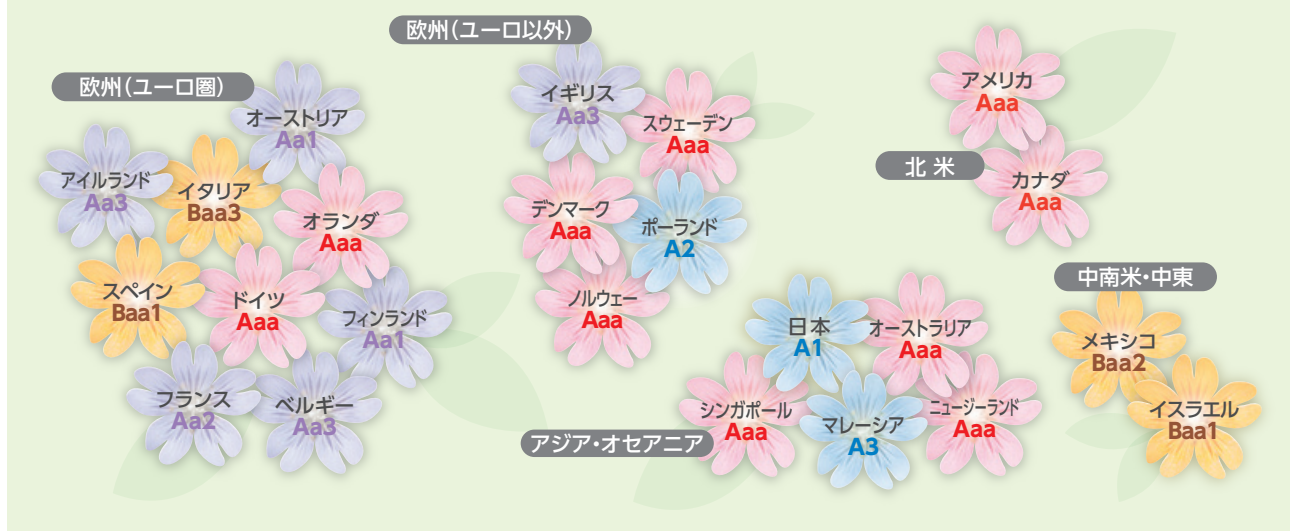 欧州(ユーロ圏)
オーストリア
Aa1
アイルランド
Aa3
イタリア
Baa3
オランダ
Aaa
スペイン
Baa1
ドイツ
Aaa
フィンランド
Aa1
フランス
Aa2
ベルギー
Aa3
欧州(ユーロ以外)
イギリス
Aa3
スウェーデン
Aaa
デンマーク
Aaa
ポーランド
A2
ノルウェー
Aaa
北 米
アメリカ
Aaa
カナダ
Aaa
アジア・オセアニア
日本
A1
オーストラリア
Aaa
シンガポール
Aaa
マレーシア
A3
ニュージーランド
Aaa
中南米・中東
メキシコ
Baa2
イスラエル
Baa1